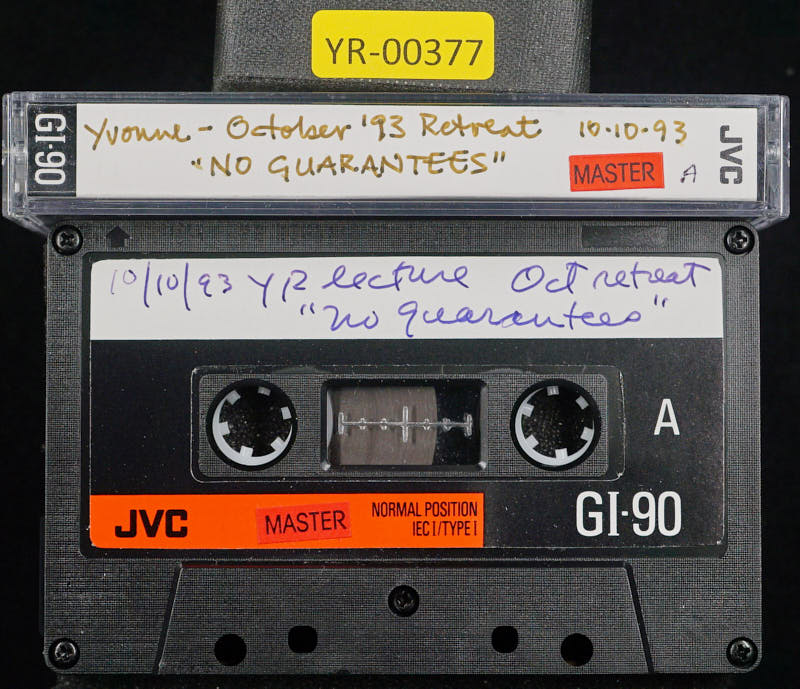 YR-00377
GI-90
Yvonne - October '93 Retreat 10.10.93
"NO GUARANTEES"
MASTER A
JVC
10/10/93 YR lecture Oct retreat
"no guarantees"
A
JVC MASTER NORMAL POSITION
IEC I/TYPE I
GI-90